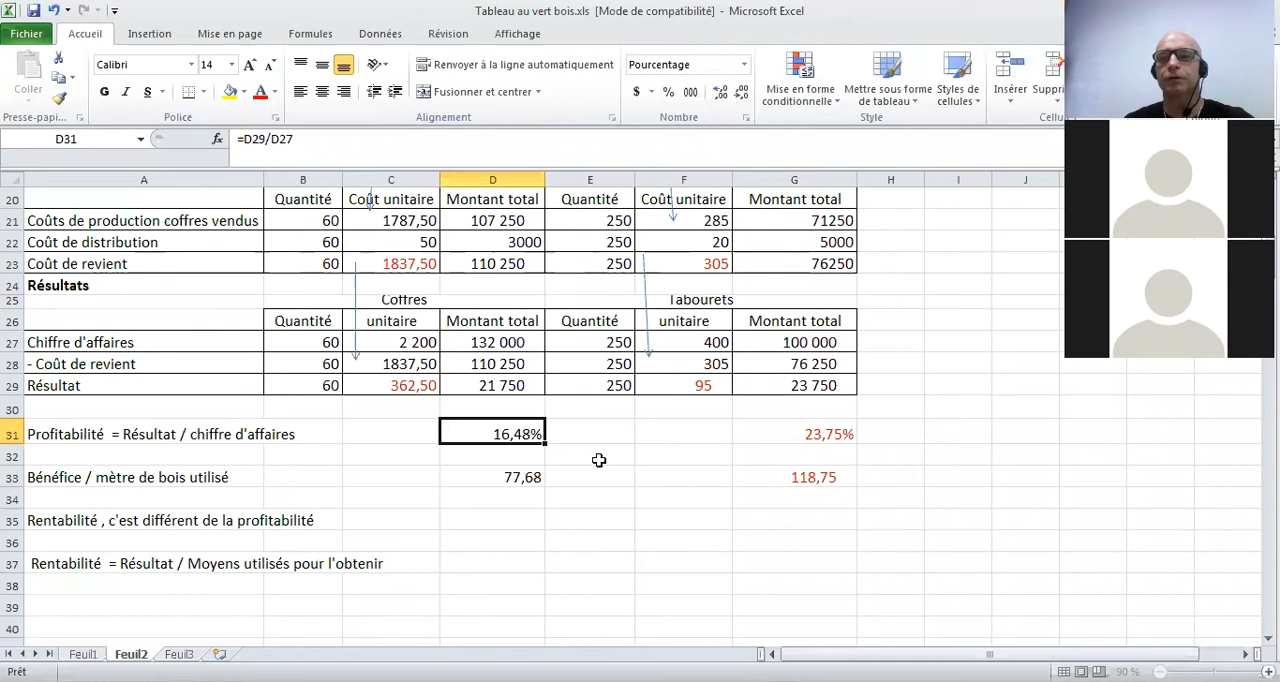 Tableau au vert bois.xls [Mode de compatibilité] - Microsoft Excel
Fichier Accueil Insertion Mise en page Formules Données Révision Affichage
Coller
Calibri 14 A A
Renvoyer à la ligne automatiquement
Pourcentage
G I S A
Fusionner et centrer
$ % 000
Mise en forme conditionnelle
Mettre sous forme de tableau
Styles de cellules
Insérer
Presse-papi... Police Alignement Nombre Style
D31 fx =D29/D27
A B C D E F G H I J
20 Quantité Coût unitaire Montant total Quantité Coût unitaire Montant total
21 Coûts de production coffres vendus 60 1787,50 107 250 250 285 71250
22 Coût de distribution 60 50 3000 250 20 5000
23 Coût de revient 60 1837,50 110 250 250 305 76250
24 Résultats
25 Coffres Tabourets
26 Quantité unitaire Montant total Quantité unitaire Montant total
27 Chiffre d'affaires 60 2 200 132 000 250 400 100 000
28 - Coût de revient 60 1837,50 110 250 250 305 76 250
29 Résultat 60 362,50 21 750 250 95 23 750
30
31 Profitabilité = Résultat / chiffre d'affaires 16,48% 23,75%
32
33 Bénéfice / mètre de bois utilisé 77,68 118,75
34
35 Rentabilité , c'est différent de la profitabilité
36
37 Rentabilité = Résultat / Moyens utilisés pour l'obtenir
38
39
40
Feuil1 Feuil2 Feuil3
Prêt 90 %